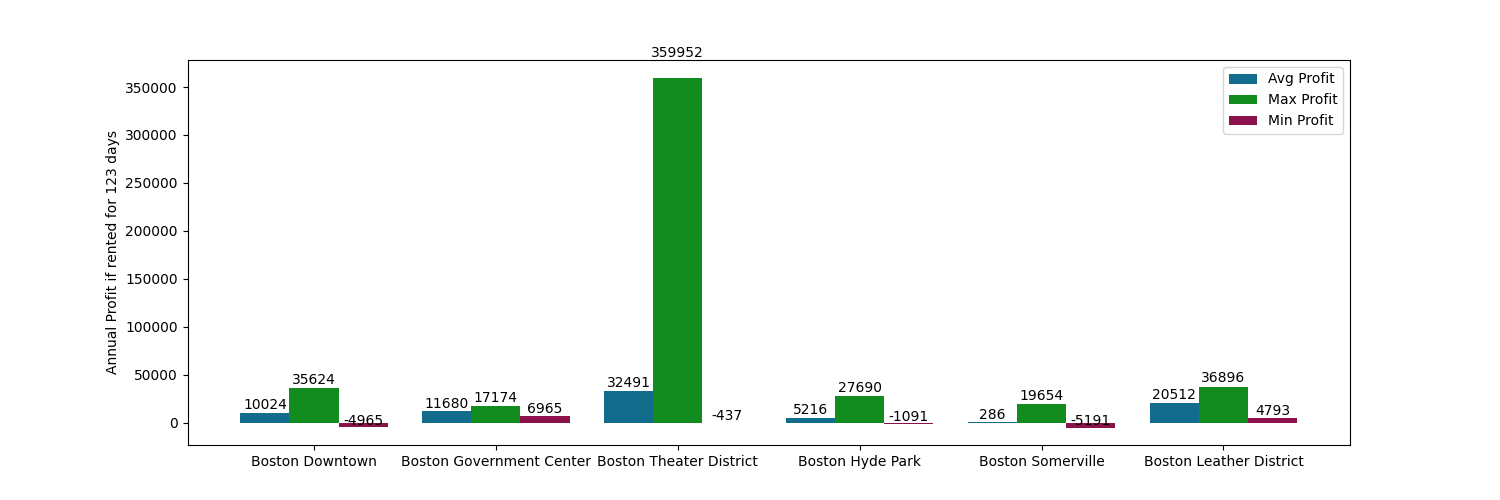 359952
350000
300000
250000
200000
150000
100000
50000
0
Annual Profit if rented for 123 days
Avg Profit
Max Profit
Min Profit
10024
35624
-4965
11680
17174
6965
32491
-437
5216
27690
-1091
286
19654
-5191
20512
36896
4793
Boston Downtown
Boston Government Center
Boston Theater District
Boston Hyde Park
Boston Somerville
Boston Leather District